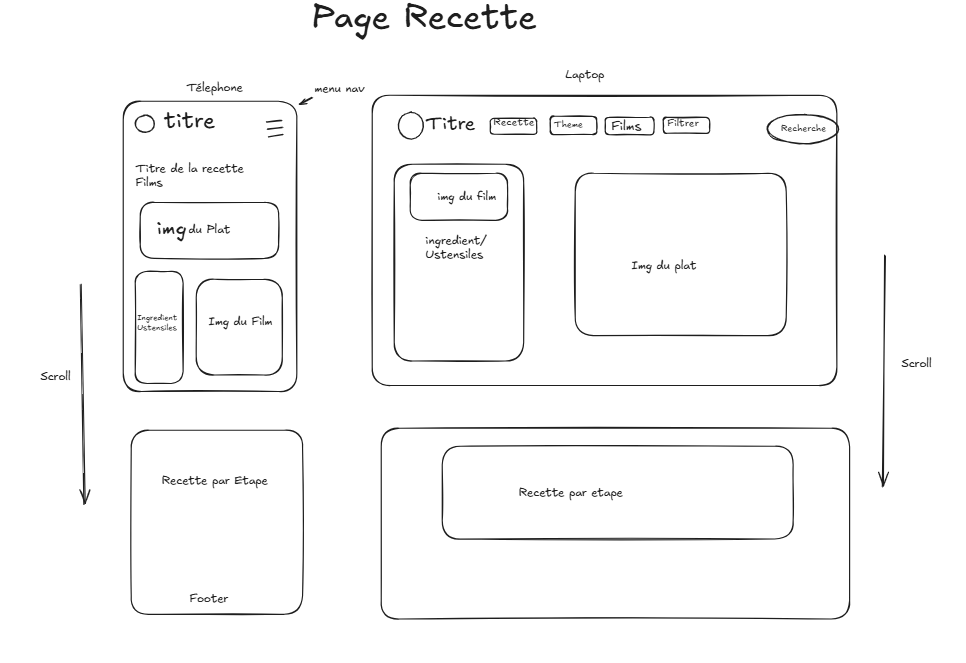 Page Recette
Télephone
menu nav
titre
Titre de la recette
Films
img du Plat
Ingredient
Ustensiles
Img du Film
Scroll
Recette par Etape
Footer
Laptop
Titre
Recette
Theme
Films
Filtrer
Recherche
img du film
ingredient/
Ustensiles
Img du plat
Scroll
Recette par etape